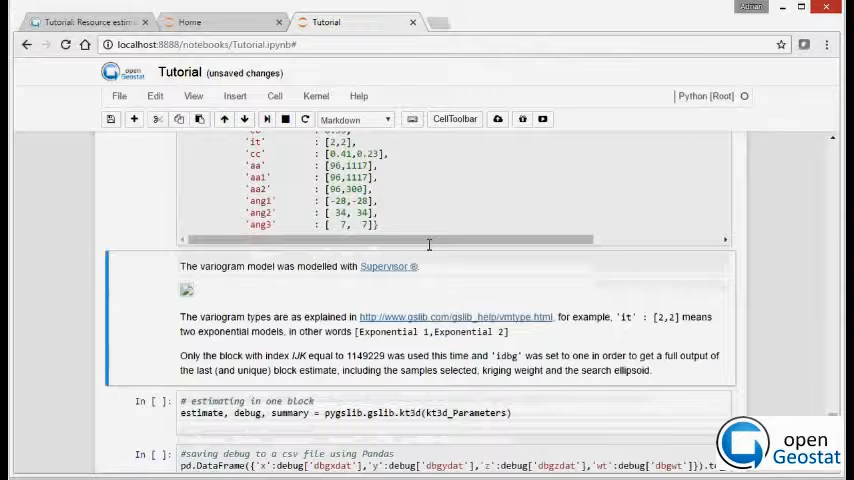 Adrian
Tutorial: Resource estim
Home
Tutorial
localhost:8888/notebooks/Tutorial.ipynb#
open
Geostat
Tutorial (unsaved changes)
File Edit View Insert Cell Kernel Help
Python [Root]
Markdown
CellToolbar
'it' : [2,2],
'cc' : [0.41,0.23],
'aa' : [96,1117],
'aa1' : [96,1117],
'aa2' : [96,300],
'ang1' : [-28,-28],
'ang2' : [ 34, 34],
'ang3' : [ 7, 7]}
The variogram model was modelled with Supervisor ®.
The variogram types are as explained in http://www.gslib.com/gslib_help/vmtype.html, for example, 'it' : [2,2] means
two exponential models, in other words [Exponential 1,Exponential 2]
Only the block with index IJK equal to 1149229 was used this time and 'idbg' was set to one in order to get a full output of
the last (and unique) block estimate, including the samples selected, kriging weight and the search ellipsoid.
In [ ]:
# estimating in one block
estimate, debug, summary = pygslib.gslib.kt3d(kt3d_Parameters)
In [ ]:
#saving debug to a csv file using Pandas
pd.DataFrame({'x':debug['dbgxdat'],'y':debug['dbgydat'],'z':debug['dbgzdat'],'wt':debug['dbgwt']}).to_
open
Geostat